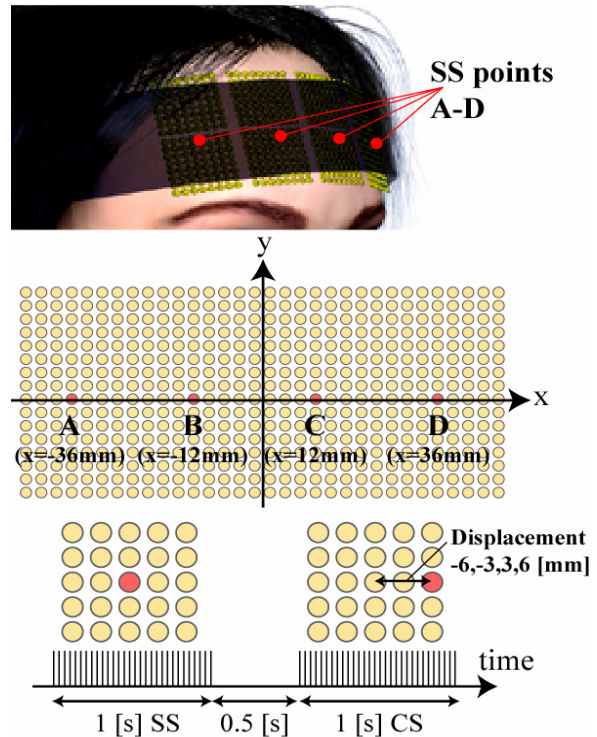 SS points
A-D
y
x
A B C D
(x=-36mm) (x=-12mm) (x=12mm) (x=36mm)
Displacement
-6,-3,3,6 [mm]
time
1 [s] SS 0.5 [s] 1 [s] CS